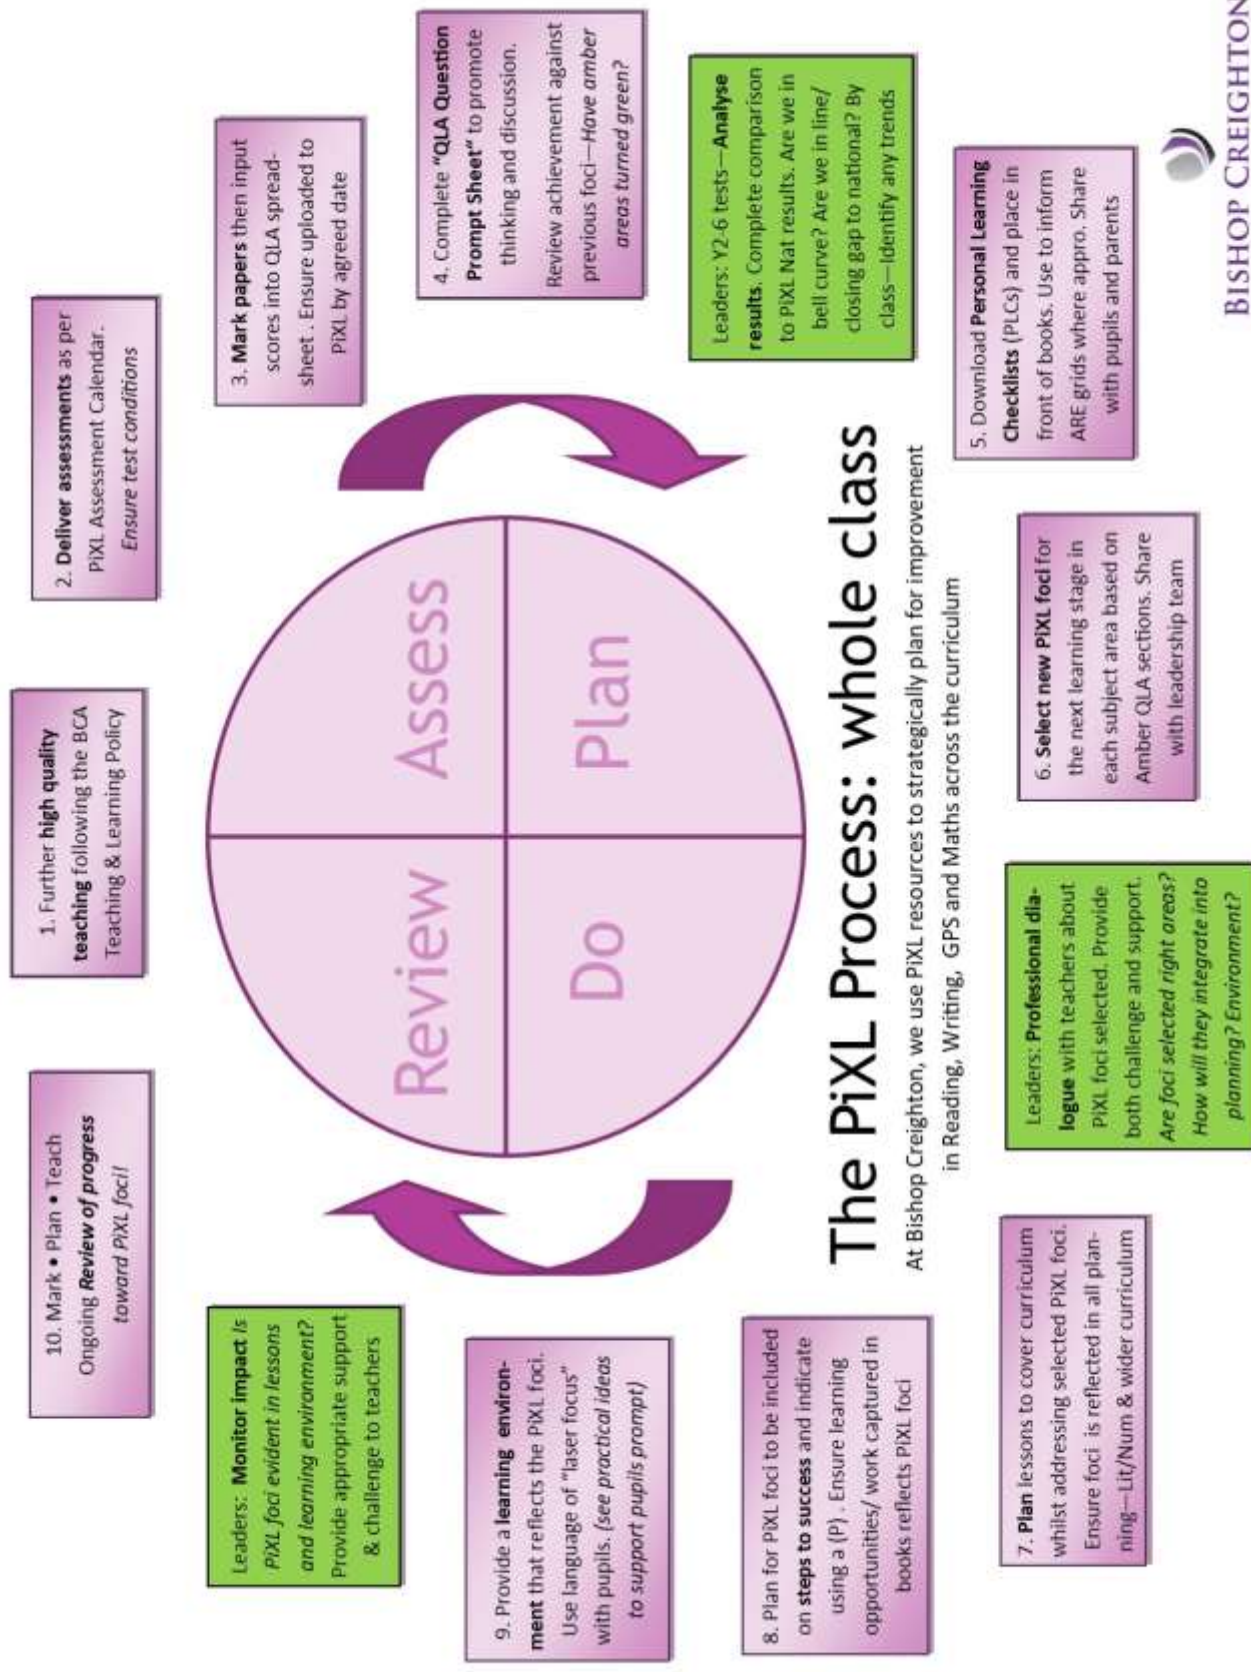 1. Further high quality
teaching following the BCA
Teaching & Learning Policy
2. Deliver assessments as per
PiXL Assessment Calendar.
Ensure test conditions
3. Mark papers then input
scores into QLA spread-
sheet . Ensure uploaded to
PiXL by agreed date
4. Complete “QLA Question
Prompt Sheet“ to promote
thinking and discussion.
Review achievement against
previous foci—Have amber
areas turned green?
Leaders: Y2-6 tests—Analyse
results. Complete comparison
to PiXL Nat results. Are we in
bell curve? Are we in line/
closing gap to national? By
class—Identify any trends
5. Download Personal Learning
Checklists (PLCs) and place in
front of books. Use to inform
ARE grids where appro. Share
with pupils and parents
6. Select new PiXL foci for
the next learning stage in
each subject area based on
Amber QLA sections. Share
with leadership team
Leaders: Professional dia-
logue with teachers about
PiXL foci selected. Provide
both challenge and support.
Are foci selected right areas?
How will they integrate into
planning? Environment?
7. Plan lessons to cover curriculum
whilst addressing selected PiXL foci.
Ensure foci is reflected in all plan-
ning—Lit/Num & wider curriculum
8. Plan for PiXL foci to be included
on steps to success and indicate
using a (P) . Ensure learning
opportunities/ work captured in
books reflects PiXL foci
9. Provide a learning environ-
ment that reflects the PiXL foci.
Use language of “laser focus”
with pupils. (see practical ideas
to support pupils prompt)
Leaders: Monitor impact Is
PiXL foci evident in lessons
and learning environment?
Provide appropriate support
& challenge to teachers
10. Mark • Plan • Teach
Ongoing Review of progress
toward PiXL foci!
Review
Assess
Do
Plan
The PiXL Process: whole class
At Bishop Creighton, we use PiXL resources to strategically plan for improvement
in Reading, Writing, GPS and Maths across the curriculum
BISHOP CREIGHTON